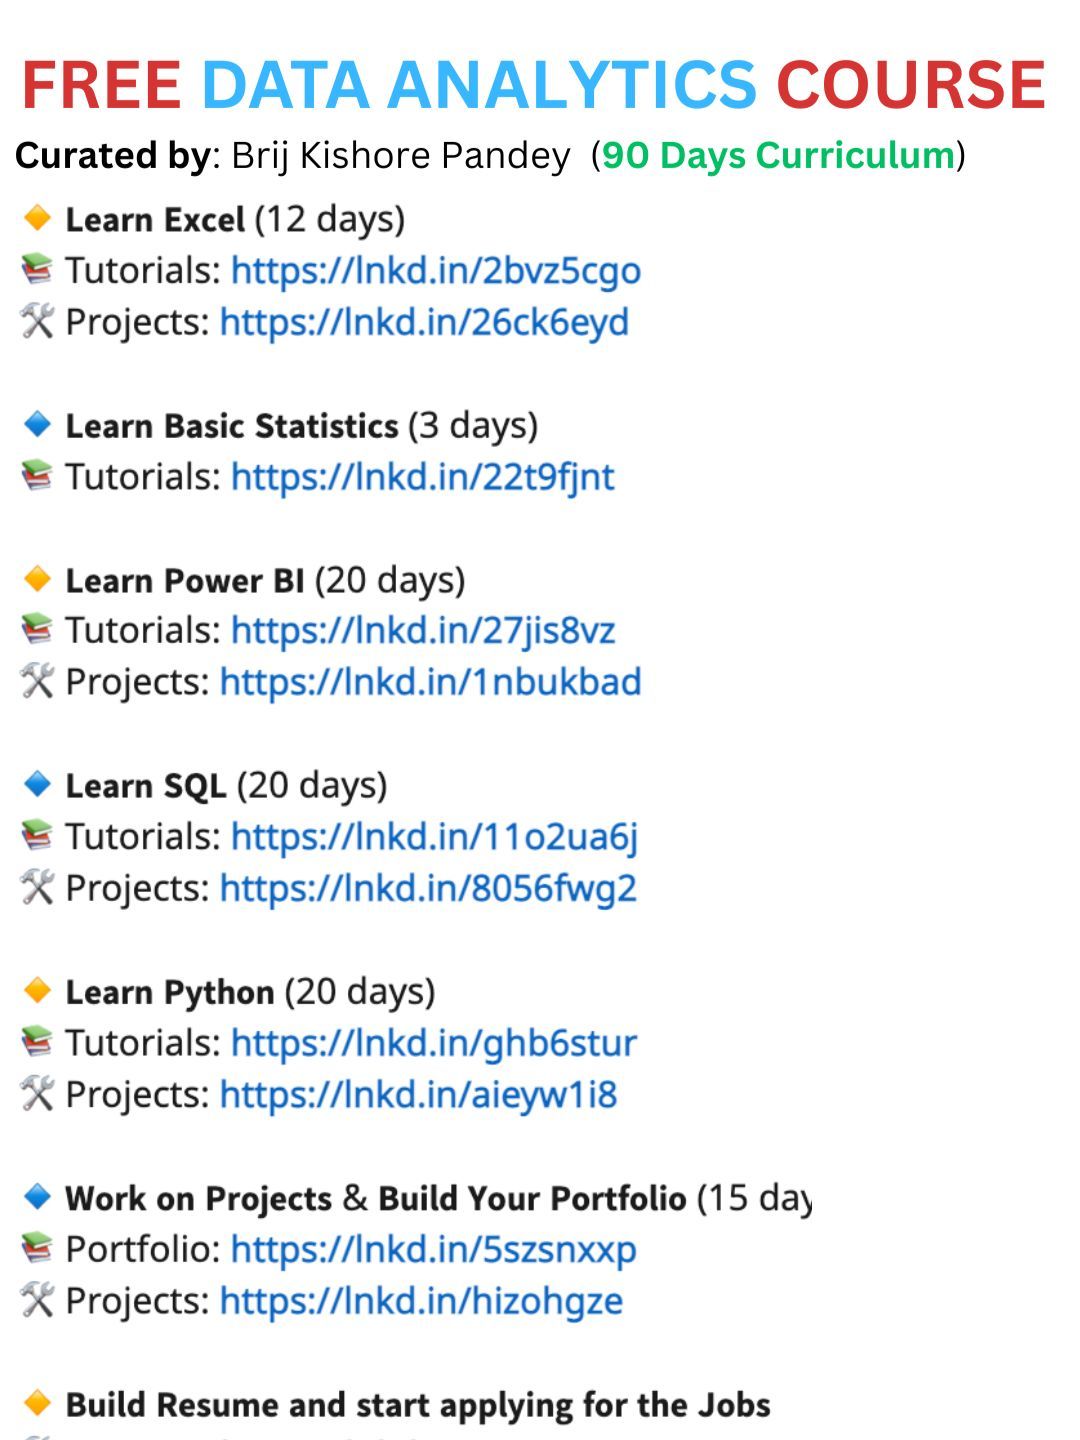 FREE DATA ANALYTICS COURSE
Curated by: Brij Kishore Pandey (90 Days Curriculum)
🔸 Learn Excel (12 days)
📚 Tutorials: https://lnkd.in/2bvz5cgo
🛠 Projects: https://lnkd.in/26ck6eyd
🔹 Learn Basic Statistics (3 days)
📚 Tutorials: https://lnkd.in/22t9fjnt
🔸 Learn Power BI (20 days)
📚 Tutorials: https://lnkd.in/27jis8vz
🛠 Projects: https://lnkd.in/1nbukbad
🔹 Learn SQL (20 days)
📚 Tutorials: https://lnkd.in/11o2ua6j
🛠 Projects: https://lnkd.in/8056fwg2
🔸 Learn Python (20 days)
📚 Tutorials: https://lnkd.in/ghb6stur
🛠 Projects: https://lnkd.in/aieyw1i8
🔹 Work on Projects & Build Your Portfolio (15 day
📚 Portfolio: https://lnkd.in/5szsnxxp
🛠 Projects: https://lnkd.in/hizohgze
🔸 Build Resume and start applying for the Jobs